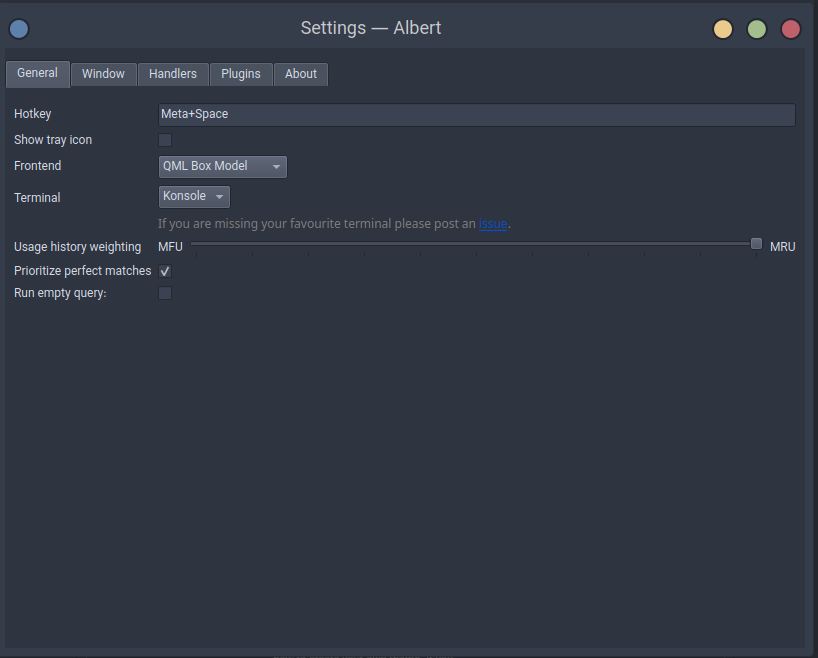 Settings — Albert
General Window Handlers Plugins About
Hotkey Meta+Space
Show tray icon
Frontend QML Box Model
Terminal Konsole
If you are missing your favourite terminal please post an issue.
Usage history weighting MFU MRU
Prioritize perfect matches
Run empty query: